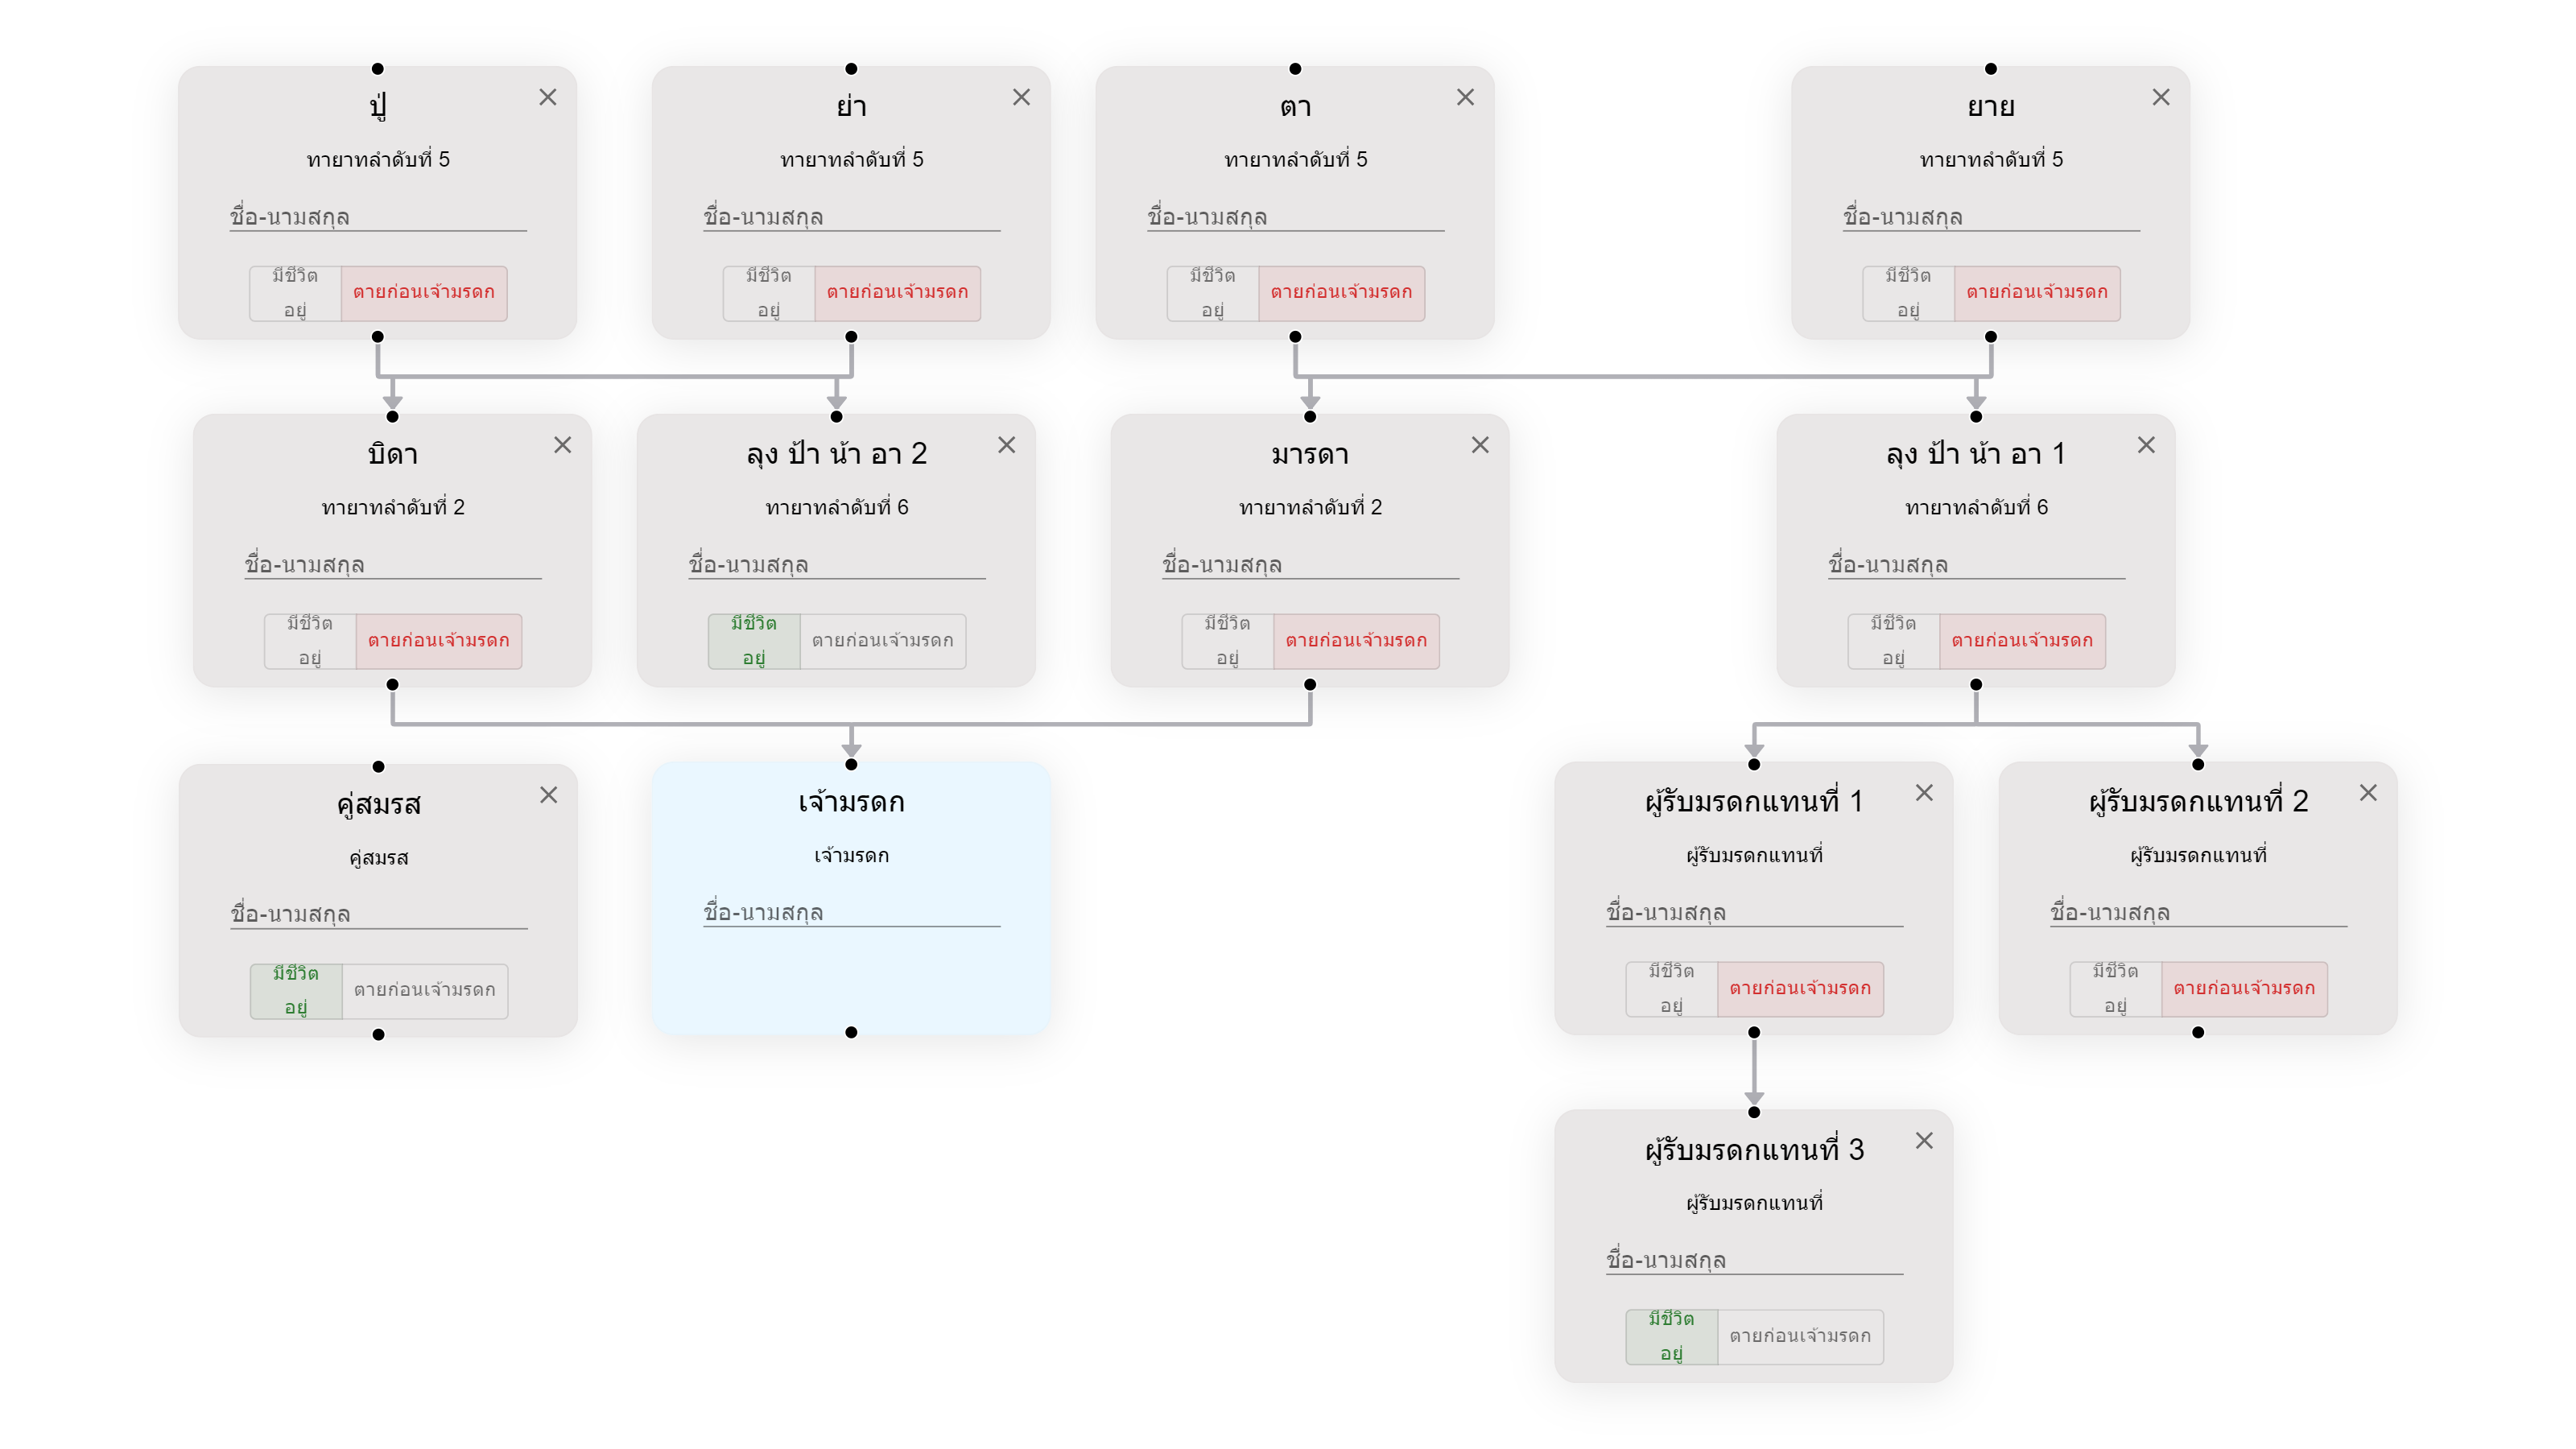 ปู่
ทายาทลำดับที่ 5
ชื่อ-นามสกุล
มีชีวิต
อยู่
ตายก่อนเจ้ามรดก
ย่า
ทายาทลำดับที่ 5
ชื่อ-นามสกุล
มีชีวิต
อยู่
ตายก่อนเจ้ามรดก
ตา
ทายาทลำดับที่ 5
ชื่อ-นามสกุล
มีชีวิต
อยู่
ตายก่อนเจ้ามรดก
ยาย
ทายาทลำดับที่ 5
ชื่อ-นามสกุล
มีชีวิต
อยู่
ตายก่อนเจ้ามรดก
บิดา
ทายาทลำดับที่ 2
ชื่อ-นามสกุล
มีชีวิต
อยู่
ตายก่อนเจ้ามรดก
ลุง ป้า น้า อา 2
ทายาทลำดับที่ 6
ชื่อ-นามสกุล
มีชีวิต
อยู่
ตายก่อนเจ้ามรดก
มารดา
ทายาทลำดับที่ 2
ชื่อ-นามสกุล
มีชีวิต
อยู่
ตายก่อนเจ้ามรดก
ลุง ป้า น้า อา 1
ทายาทลำดับที่ 6
ชื่อ-นามสกุล
มีชีวิต
อยู่
ตายก่อนเจ้ามรดก
คู่สมรส
คู่สมรส
ชื่อ-นามสกุล
มีชีวิต
อยู่
ตายก่อนเจ้ามรดก
เจ้ามรดก
เจ้ามรดก
ชื่อ-นามสกุล
ผู้รับมรดกแทนที่ 1
ผู้รับมรดกแทนที่
ชื่อ-นามสกุล
มีชีวิต
อยู่
ตายก่อนเจ้ามรดก
ผู้รับมรดกแทนที่ 2
ผู้รับมรดกแทนที่
ชื่อ-นามสกุล
มีชีวิต
อยู่
ตายก่อนเจ้ามรดก
ผู้รับมรดกแทนที่ 3
ผู้รับมรดกแทนที่
ชื่อ-นามสกุล
มีชีวิต
อยู่
ตายก่อนเจ้ามรดก